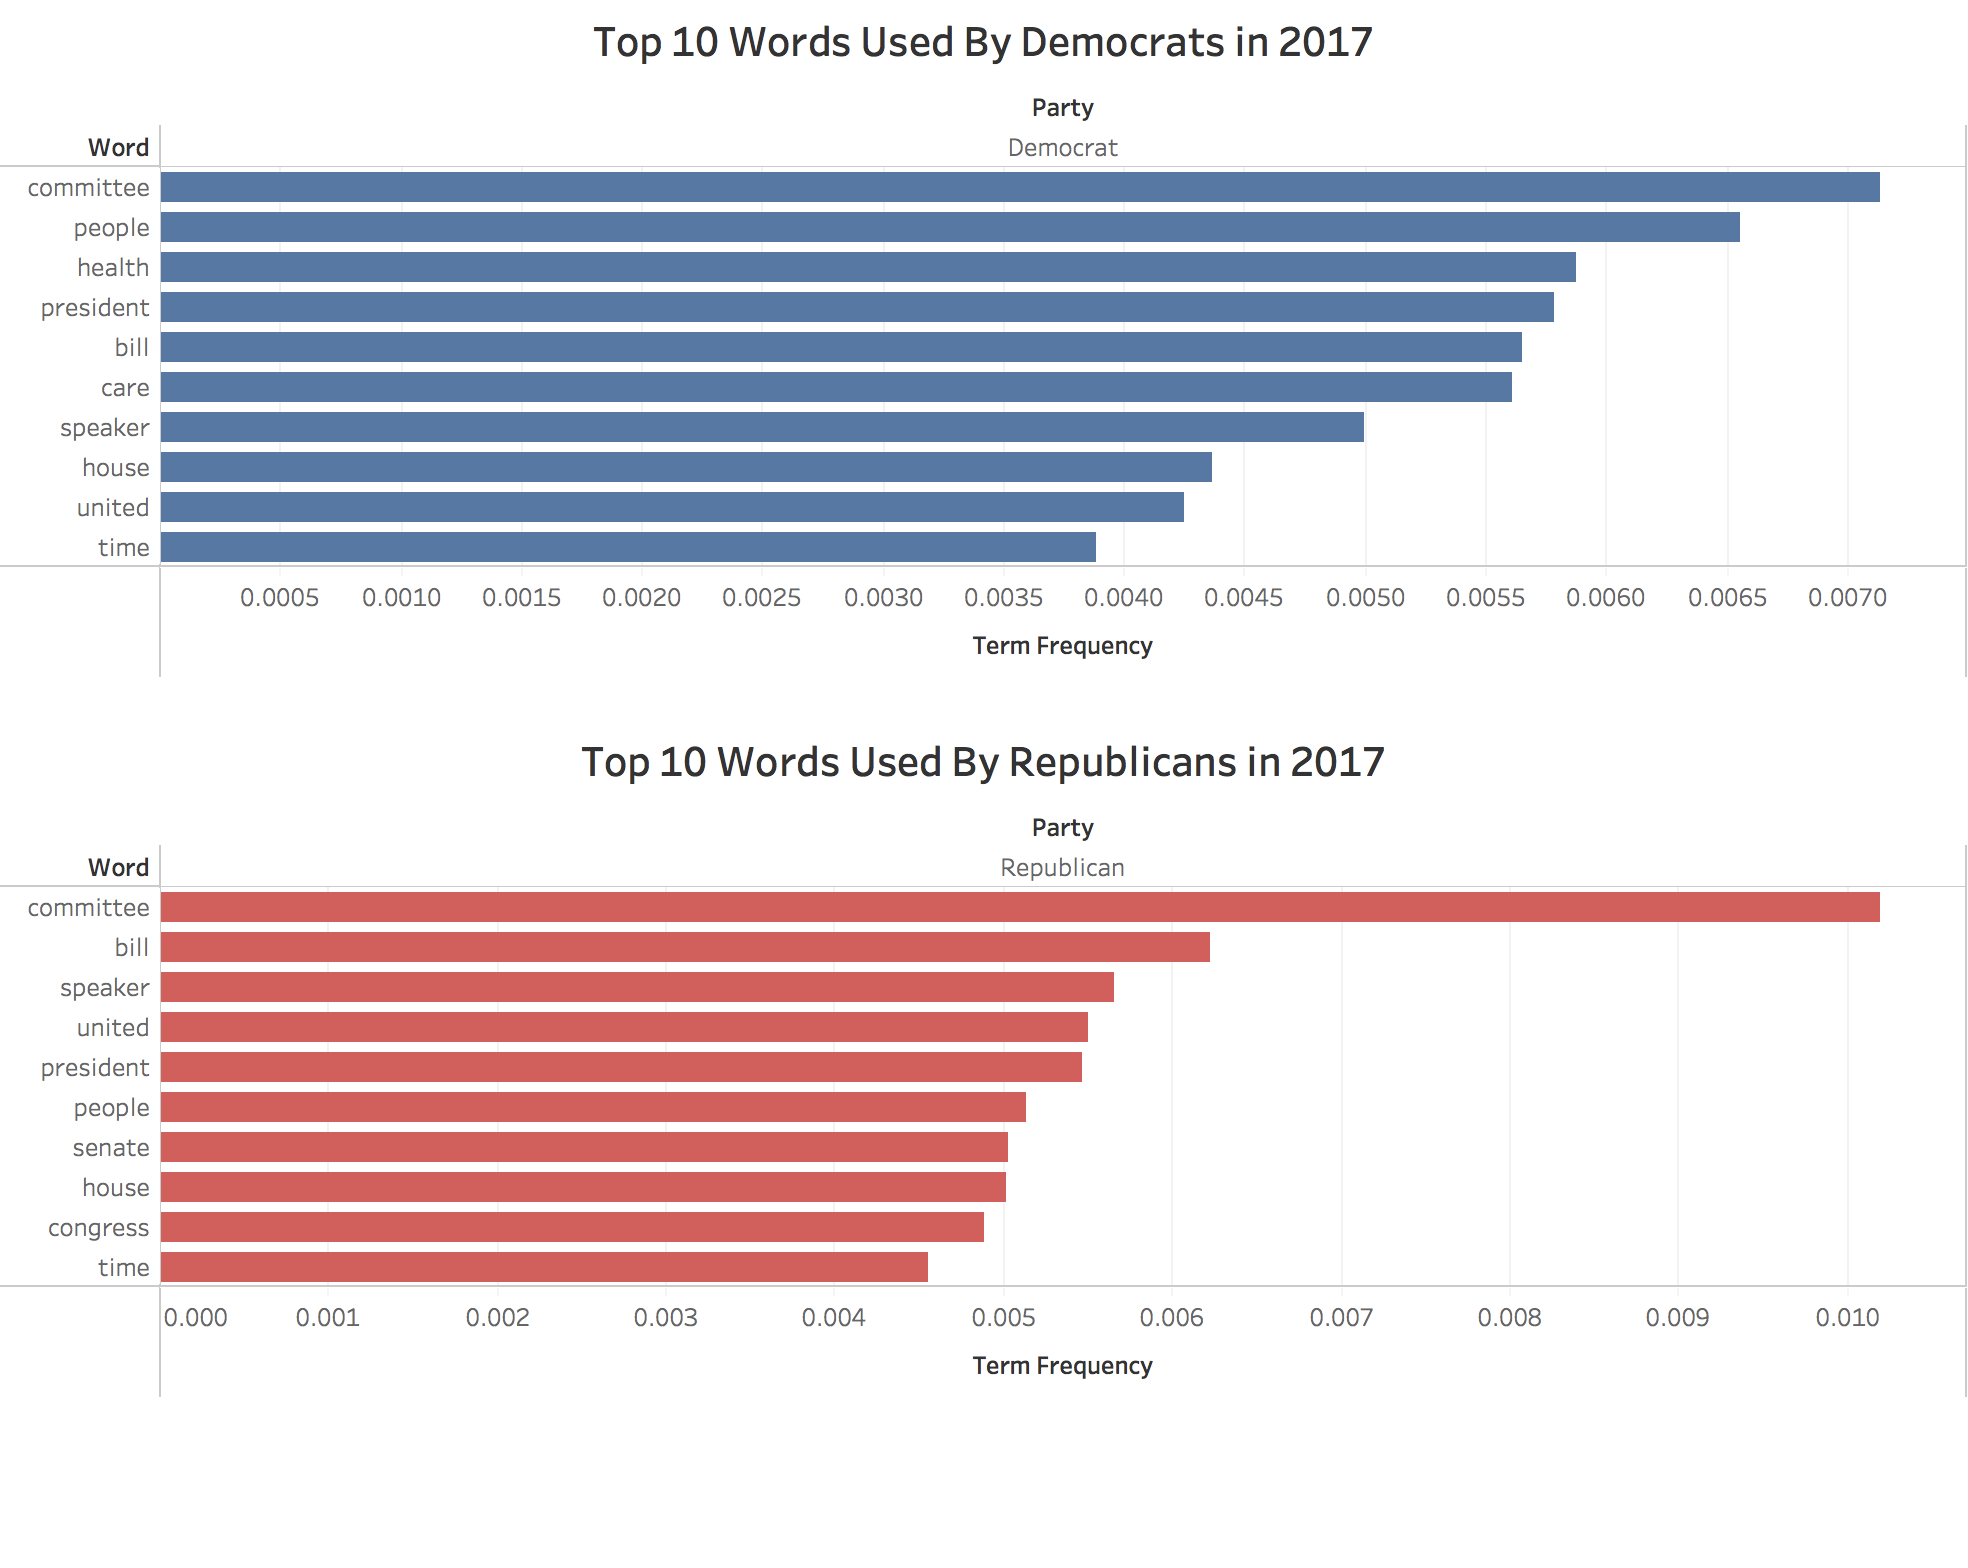 Top 10 Words Used By Democrats in 2017
Party
Word Democrat
committee
people
health
president
bill
care
speaker
house
united
time
0.0005 0.0010 0.0015 0.0020 0.0025 0.0030 0.0035 0.0040 0.0045 0.0050 0.0055 0.0060 0.0065 0.0070
Term Frequency
Top 10 Words Used By Republicans in 2017
Party
Word Republican
committee
bill
speaker
united
president
people
senate
house
congress
time
0.000 0.001 0.002 0.003 0.004 0.005 0.006 0.007 0.008 0.009 0.010
Term Frequency